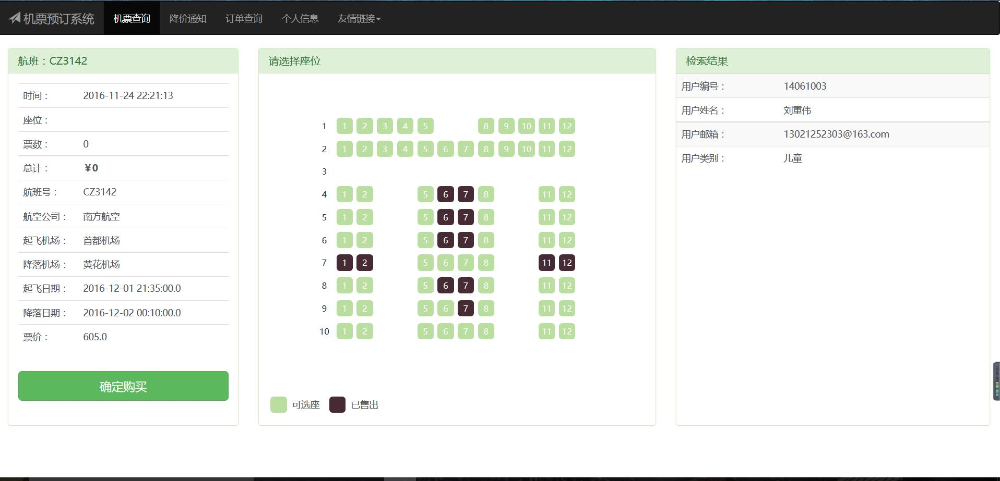 机票预订系统 机票查询 降价通知 订单查询 个人信息 友情链接
航班：CZ3142
时间： 2016-11-24 22:21:13
座位：
票数： 0
总计： ¥0
航班号： CZ3142
航空公司： 南方航空
起飞机场： 首都机场
降落机场： 黄花机场
起飞日期： 2016-12-01 21:35:00.0
降落日期： 2016-12-02 00:10:00.0
票价： 605.0
确定购买
请选择座位
1 1 2 3 4 5 8 9 10 11 12
2 1 2 3 4 5 6 7 8 9 10 11 12
3
4 1 2 5 6 7 8 11 12
5 1 2 5 6 7 8 11 12
6 1 2 5 6 7 8 11 12
7 1 2 5 6 7 8 11 12
8 1 2 5 6 7 8 11 12
9 1 2 5 6 7 8 11 12
10 1 2 5 6 7 8 11 12
可选座 已售出
检索结果
用户编号： 14061003
用户姓名： 刘重伟
用户邮箱： 13021252303@163.com
用户类别： 儿童